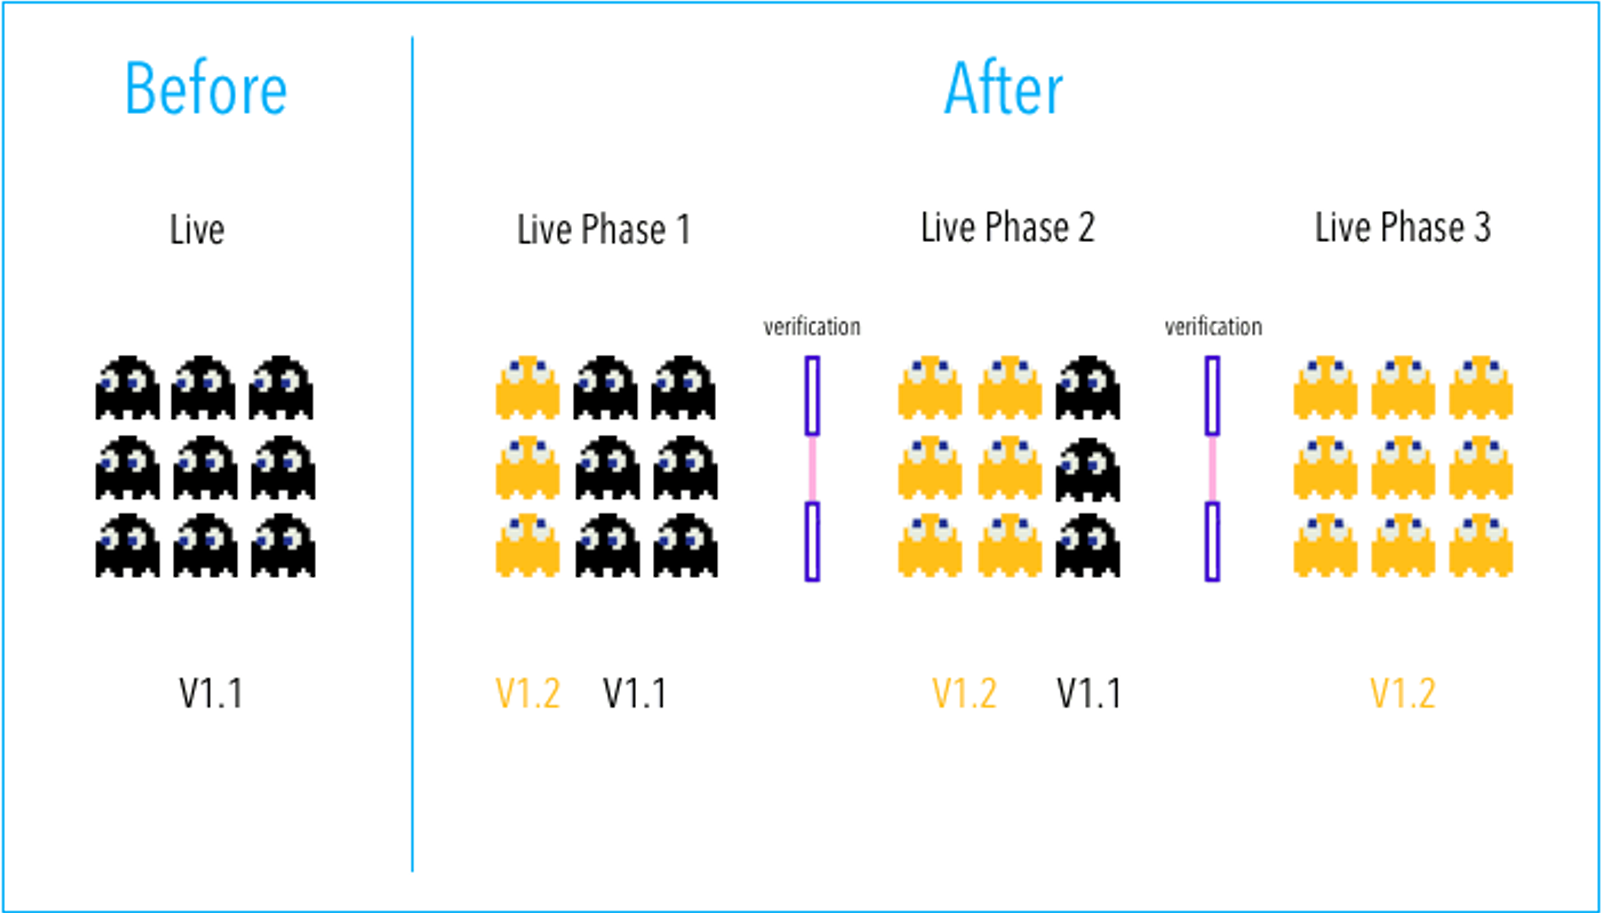 Before
After
Live
Live Phase 1
Live Phase 2
Live Phase 3
verification
verification
V1.1
V1.2
V1.1
V1.2
V1.1
V1.2